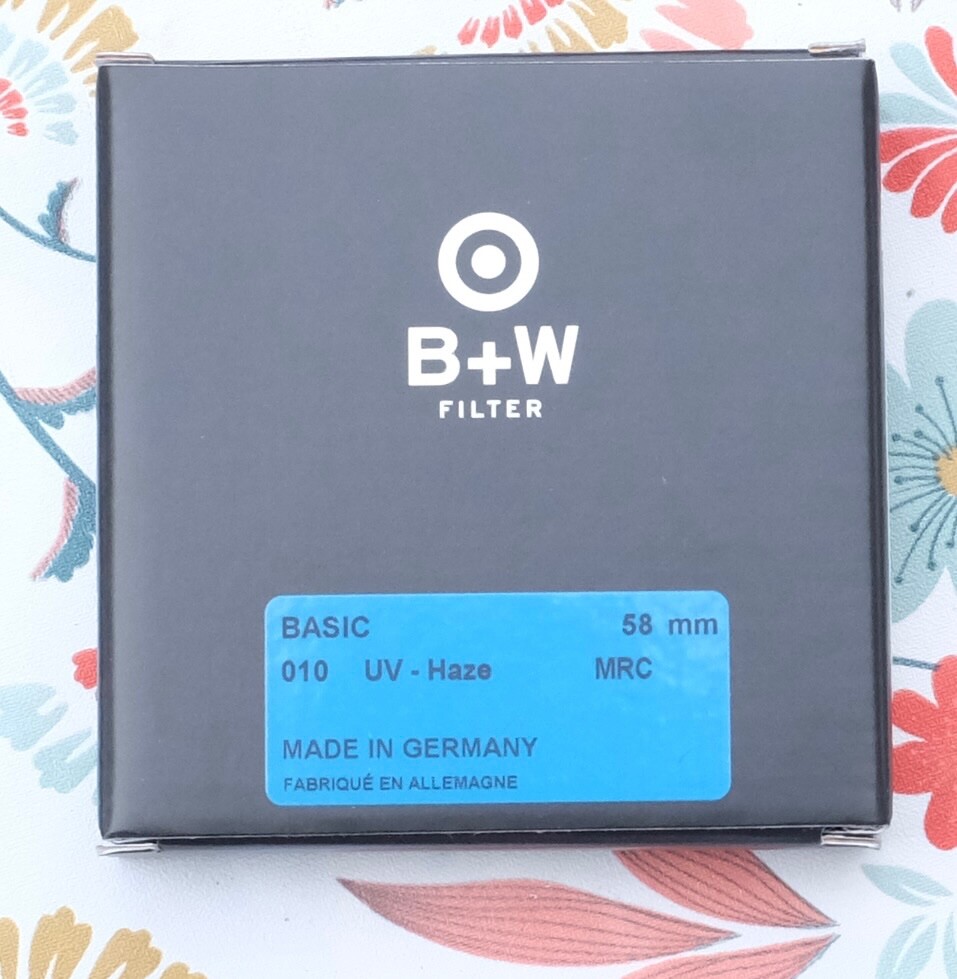 B+W
FILTER
BASIC 58 mm
010 UV - Haze MRC
MADE IN GERMANY
FABRIQUÉ EN ALLEMAGNE